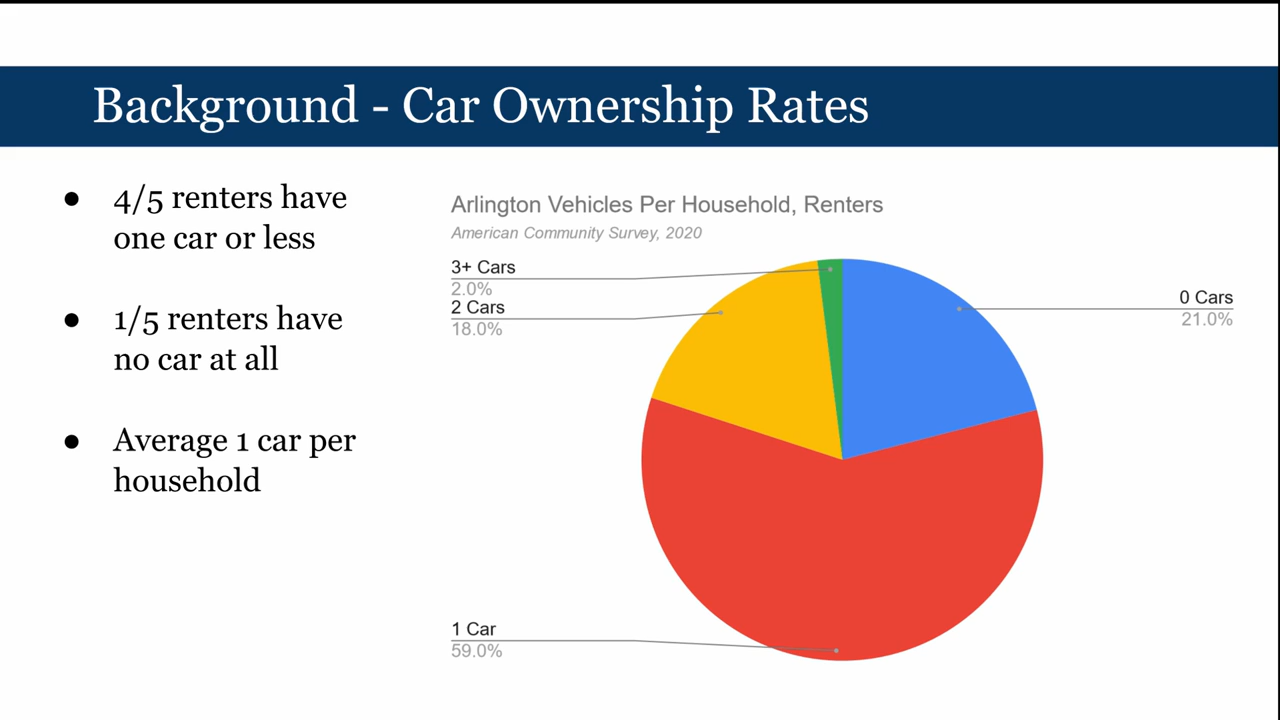 Background - Car Ownership Rates
● 4/5 renters have
one car or less
● 1/5 renters have
no car at all
● Average 1 car per
household
Arlington Vehicles Per Household, Renters
American Community Survey, 2020
3+ Cars
2.0%
2 Cars
18.0%
0 Cars
21.0%
1 Car
59.0%